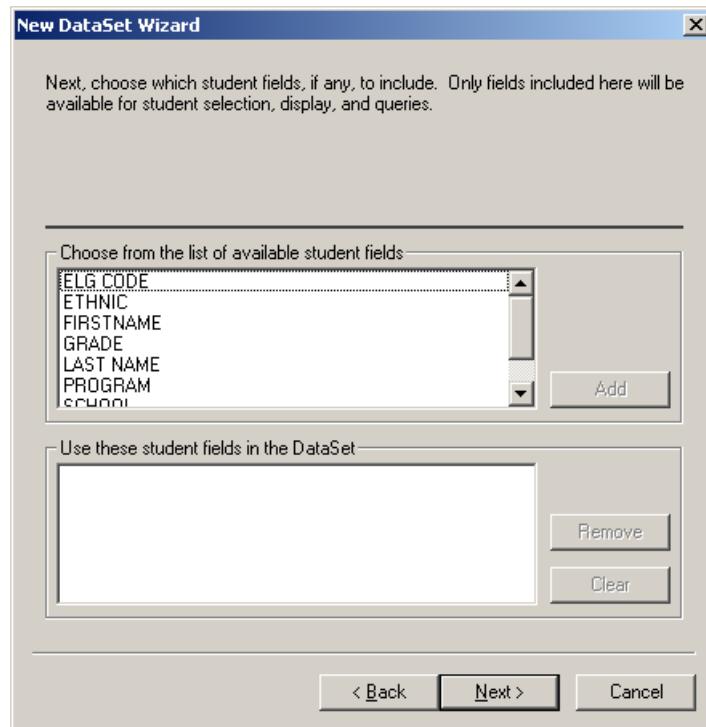 New DataSet Wizard
Next, choose which student fields, if any, to include. Only fields included here will be
available for student selection, display, and queries.
Choose from the list of available student fields
ELG CODE
ETHNIC
FIRSTNAME
GRADE
LAST NAME
PROGRAM
SCHOOL
Add
Use these student fields in the DataSet
Remove
Clear
< Back
Next >
Cancel